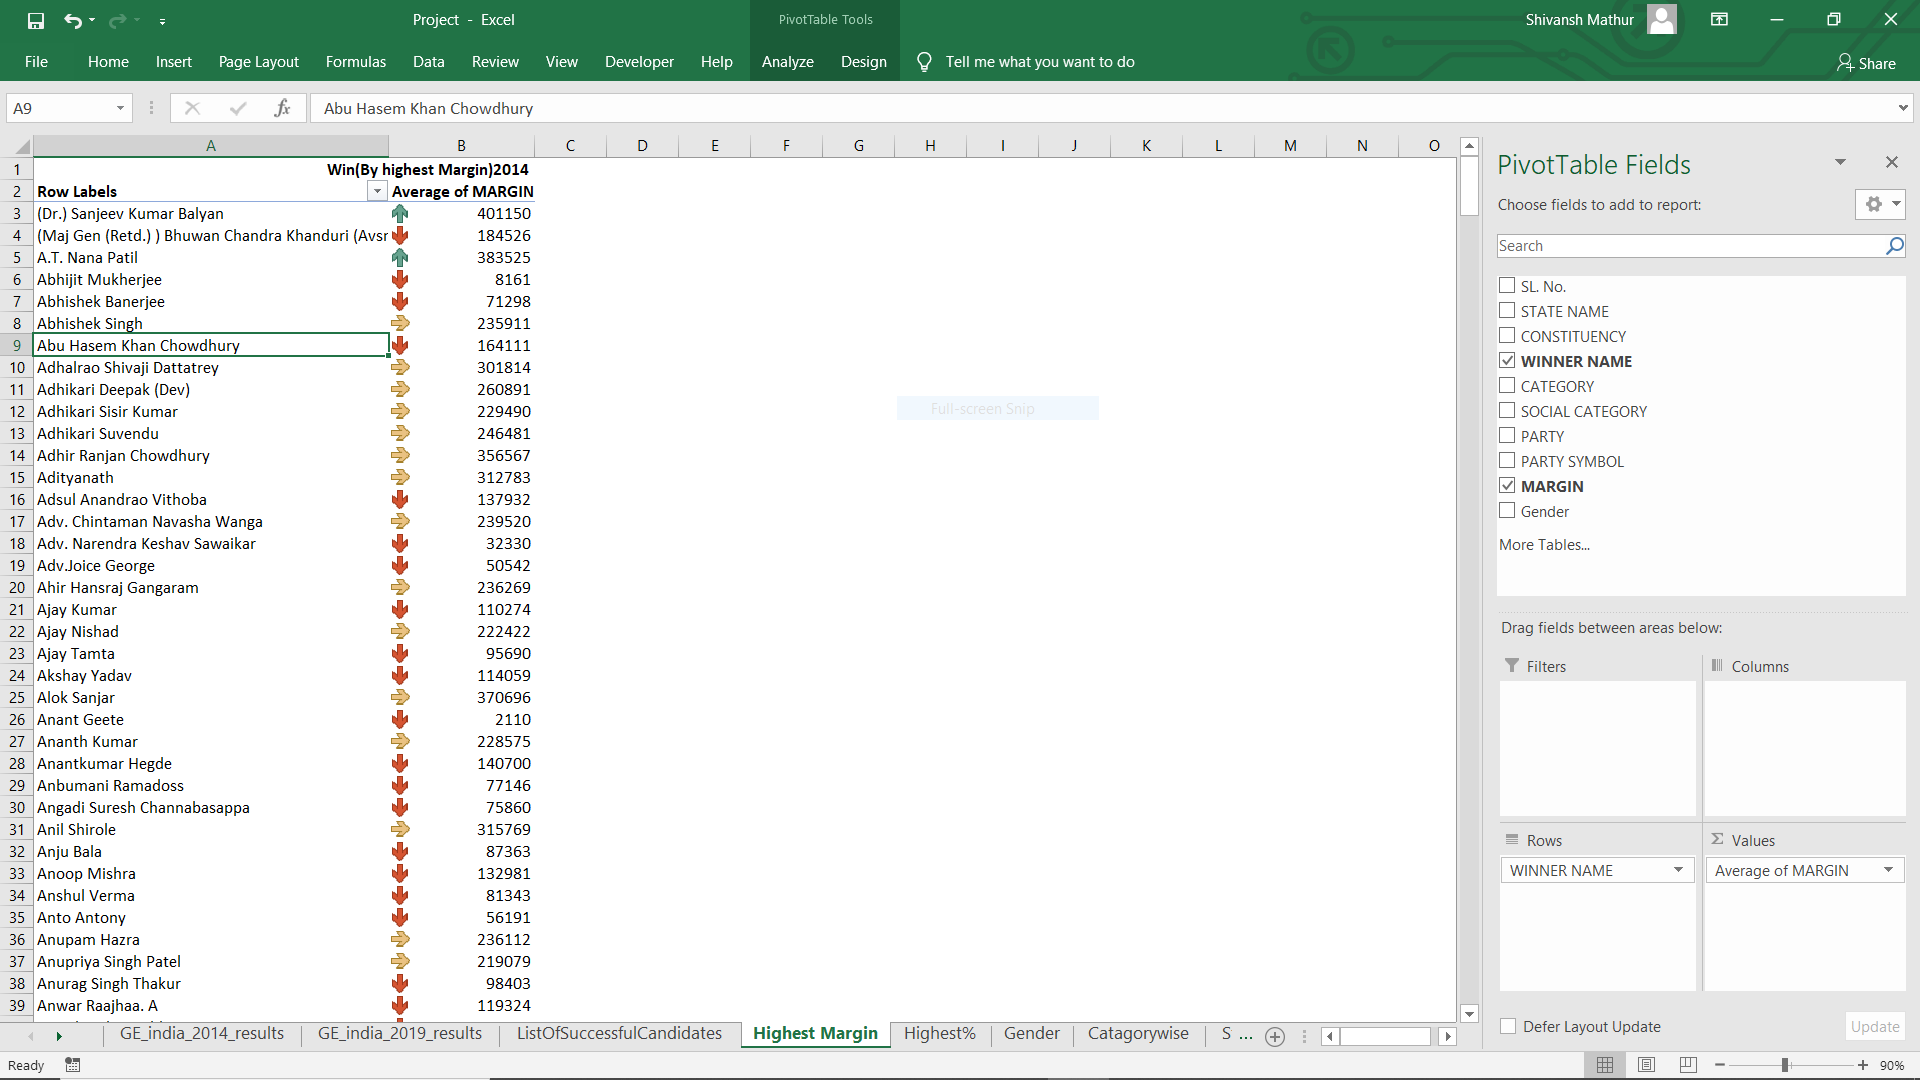 Project - Excel
PivotTable Tools
Shivansh Mathur
File Home Insert Page Layout Formulas Data Review View Developer Help Analyze Design Tell me what you want to do Share
A9 fx Abu Hasem Khan Chowdhury
A B C D E F G H I J K L M N O
1 Win(By highest Margin)2014
2 Row Labels Average of MARGIN
3 (Dr.) Sanjeev Kumar Balyan 401150
4 (Maj Gen (Retd.) ) Bhuwan Chandra Khanduri (Avsr 184526
5 A.T. Nana Patil 383525
6 Abhijit Mukherjee 8161
7 Abhishek Banerjee 71298
8 Abhishek Singh 235911
9 Abu Hasem Khan Chowdhury 164111
10 Adhalrao Shivaji Dattatrey 301814
11 Adhikari Deepak (Dev) 260891
12 Adhikari Sisir Kumar 229490
13 Adhikari Suvendu 246481
14 Adhir Ranjan Chowdhury 356567
15 Adityanath 312783
16 Adsul Anandrao Vithoba 137932
17 Adv. Chintaman Navasha Wanga 239520
18 Adv. Narendra Keshav Sawaikar 32330
19 Adv.Joice George 50542
20 Ahir Hansraj Gangaram 236269
21 Ajay Kumar 110274
22 Ajay Nishad 222422
23 Ajay Tamta 95690
24 Akshay Yadav 114059
25 Alok Sanjar 370696
26 Anant Geete 2110
27 Ananth Kumar 228575
28 Anantkumar Hegde 140700
29 Anbumani Ramadoss 77146
30 Angadi Suresh Channabasappa 75860
31 Anil Shirole 315769
32 Anju Bala 87363
33 Anoop Mishra 132981
34 Anshul Verma 81343
35 Anto Antony 56191
36 Anupam Hazra 236112
37 Anupriya Singh Patel 219079
38 Anurag Singh Thakur 98403
39 Anwar Raajhaa. A 119324
Full-screen Snip
PivotTable Fields
Choose fields to add to report:
Search
SL. No.
STATE NAME
CONSTITUENCY
WINNER NAME
CATEGORY
SOCIAL CATEGORY
PARTY
PARTY SYMBOL
MARGIN
Gender
More Tables...
Drag fields between areas below:
Filters Columns
Rows Σ Values
WINNER NAME Average of MARGIN
Defer Layout Update Update
GE_india_2014_results GE_india_2019_results ListOfSuccessfulCandidates Highest Margin Highest% Gender Catagorywise S ...
Ready 90%